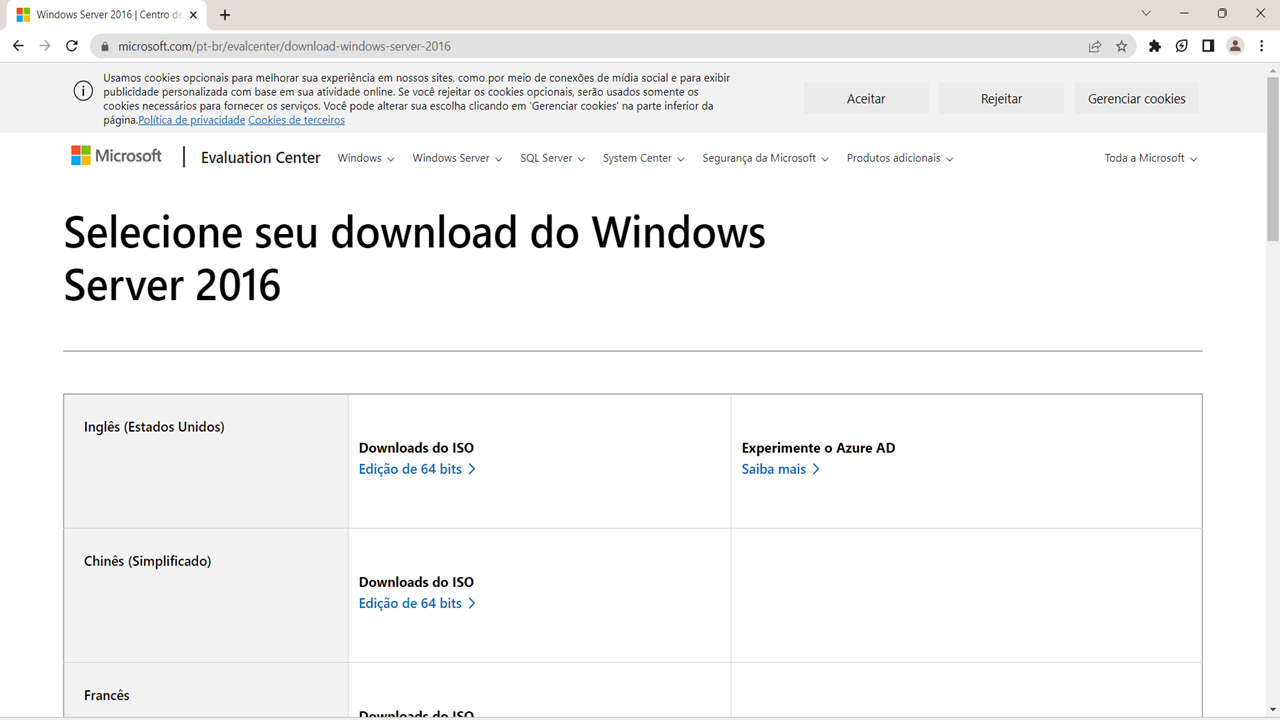 Windows Server 2016 | Centro de
microsoft.com/pt-br/evalcenter/download-windows-server-2016
Usamos cookies opcionais para melhorar sua experiência em nossos sites, como por meio de conexões de mídia social e para exibir
publicidade personalizada com base em sua atividade online. Se você rejeitar os cookies opcionais, serão usados somente os
cookies necessários para fornecer os serviços. Você pode alterar sua escolha clicando em 'Gerenciar cookies' na parte inferior da
página.Política de privacidade Cookies de terceiros
Aceitar
Rejeitar
Gerenciar cookies
Microsoft
Evaluation Center
Windows
Windows Server
SQL Server
System Center
Segurança da Microsoft
Produtos adicionais
Toda a Microsoft
Selecione seu download do Windows
Server 2016
Inglês (Estados Unidos)
Downloads do ISO
Edição de 64 bits
Experimente o Azure AD
Saiba mais
Chinês (Simplificado)
Downloads do ISO
Edição de 64 bits
Francês
Downloads do ISO